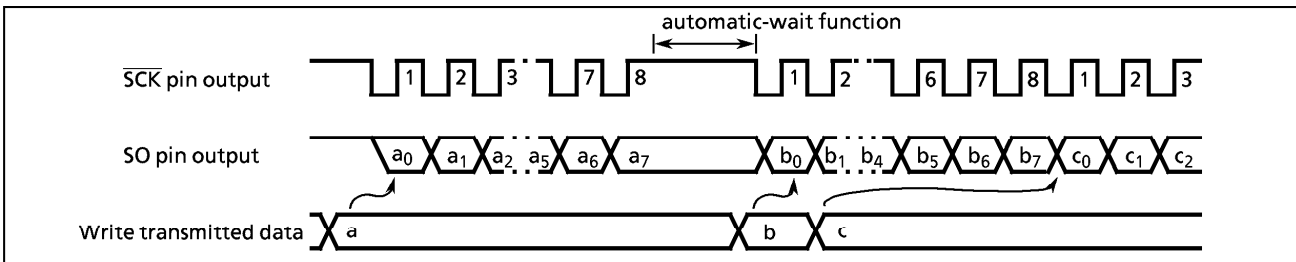 automatic-wait function
SCK pin output 1 2 3 7 8 1 2 6 7 8 1 2 3
SO pin output a0 a1 a2 a5 a6 a7 b0 b1 b4 b5 b6 b7 c0 c1 c2
Write transmitted data a b c